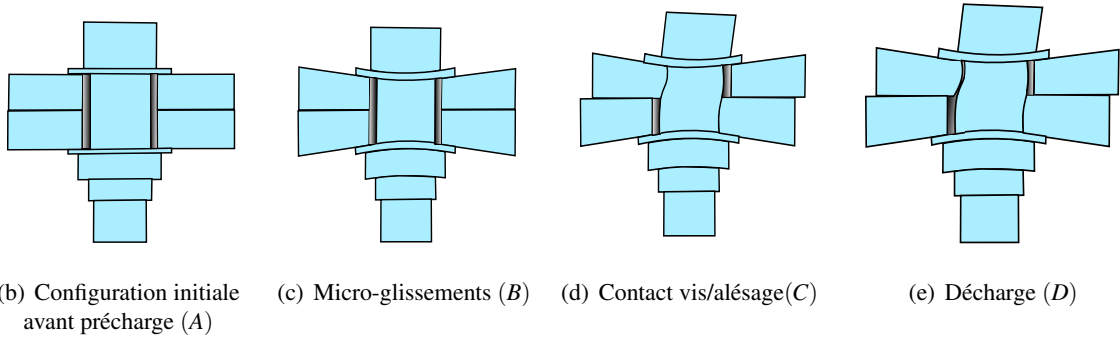 b) Configuration initiale
avant précharge (A)
(c) Micro-glissements (B)
(d) Contact vis/alésage(C)
(e) Décharge (D)